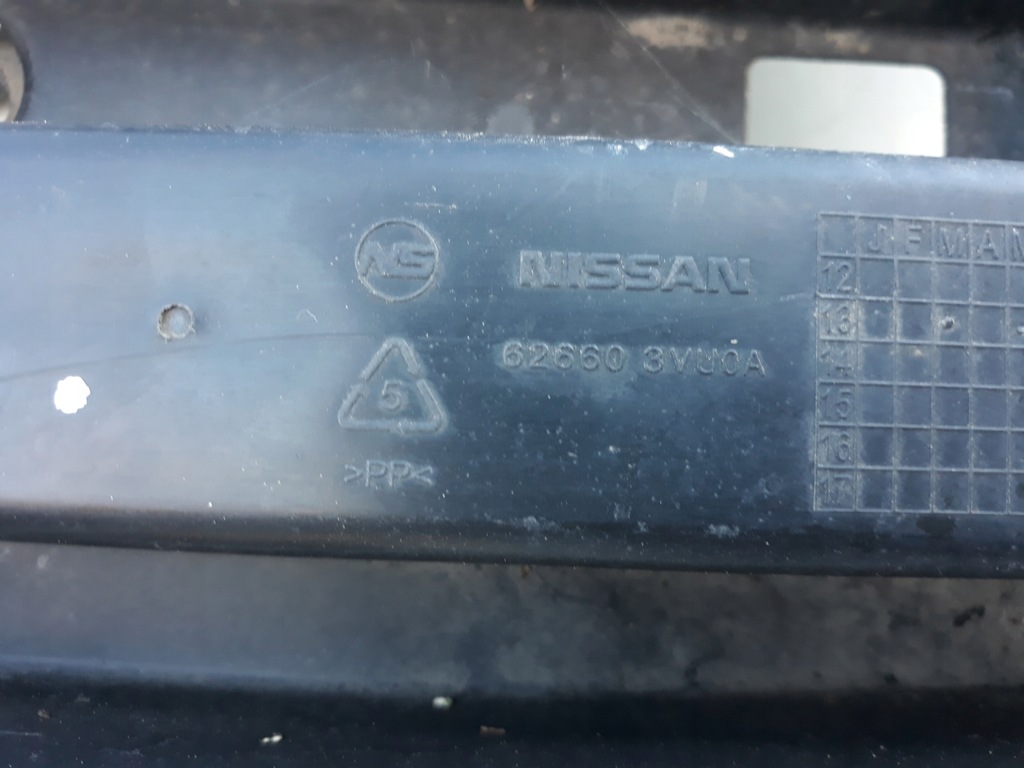 NS
NISSAN
62660 3VU0A
5
>PP<
J F M A M
12
13
14
15
16
17